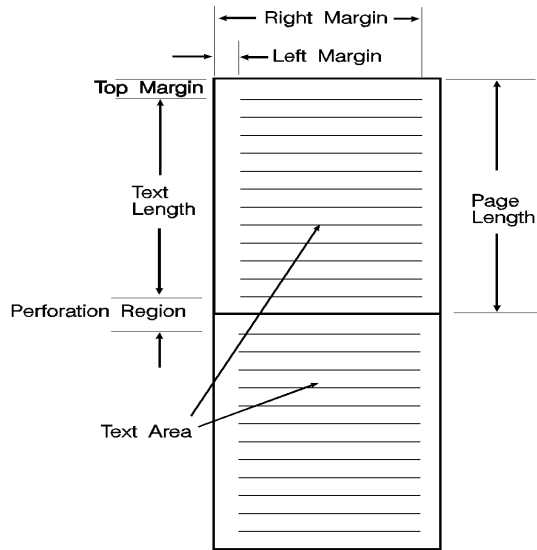 Right Margin
Left Margin
Top Margin
Text
Length
Page
Length
Perforation Region
Text Area